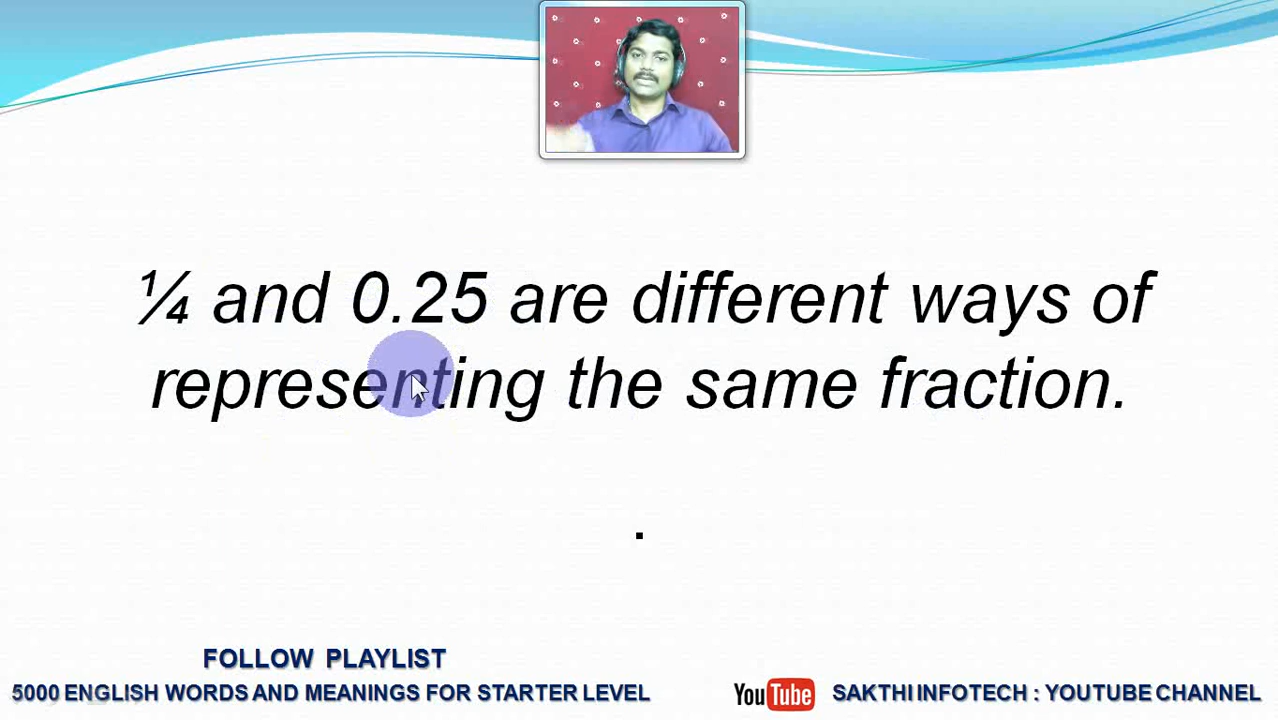 ¼ and 0.25 are different ways of
representing the same fraction.
.
FOLLOW PLAYLIST
5000 ENGLISH WORDS AND MEANINGS FOR STARTER LEVEL
YouTube SAKTHI INFOTECH : YOUTUBE CHANNEL